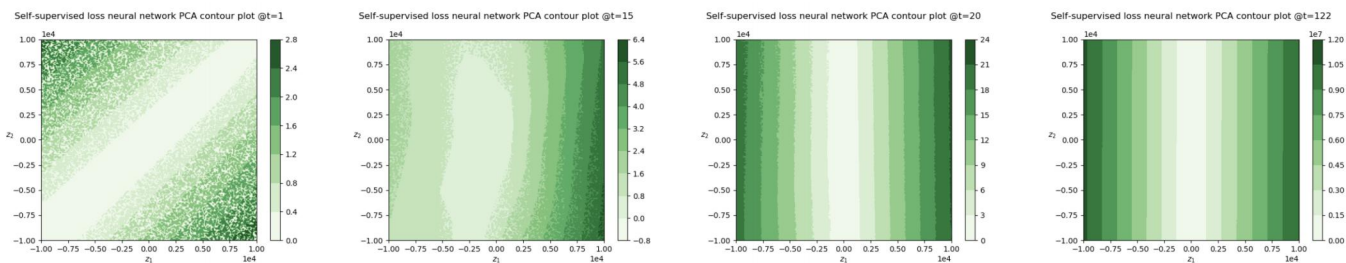 Self-supervised loss neural network PCA contour plot @t=1
1e4
1.00
0.75
0.50
0.25
0.00
−0.25
−0.50
−0.75
−1.00
z2
−1.00 −0.75 −0.50 −0.25 0.00 0.25 0.50 0.75 1.00
z1
1e4
2.8
2.4
2.0
1.6
1.2
0.8
0.4
0.0
Self-supervised loss neural network PCA contour plot @t=15
1e4
1.00
0.75
0.50
0.25
0.00
−0.25
−0.50
−0.75
−1.00
z2
−1.00 −0.75 −0.50 −0.25 0.00 0.25 0.50 0.75 1.00
z1
1e4
6.4
5.6
4.8
4.0
3.2
2.4
1.6
0.8
0.0
−0.8
Self-supervised loss neural network PCA contour plot @t=20
1e4
1.00
0.75
0.50
0.25
0.00
−0.25
−0.50
−0.75
−1.00
z2
−1.00 −0.75 −0.50 −0.25 0.00 0.25 0.50 0.75 1.00
z1
1e4
24
21
18
15
12
9
6
3
0
Self-supervised loss neural network PCA contour plot @t=122
1e4
1.00
0.75
0.50
0.25
0.00
−0.25
−0.50
−0.75
−1.00
z2
−1.00 −0.75 −0.50 −0.25 0.00 0.25 0.50 0.75 1.00
z1
1e4
1e7
1.20
1.05
0.90
0.75
0.60
0.45
0.30
0.15
0.00